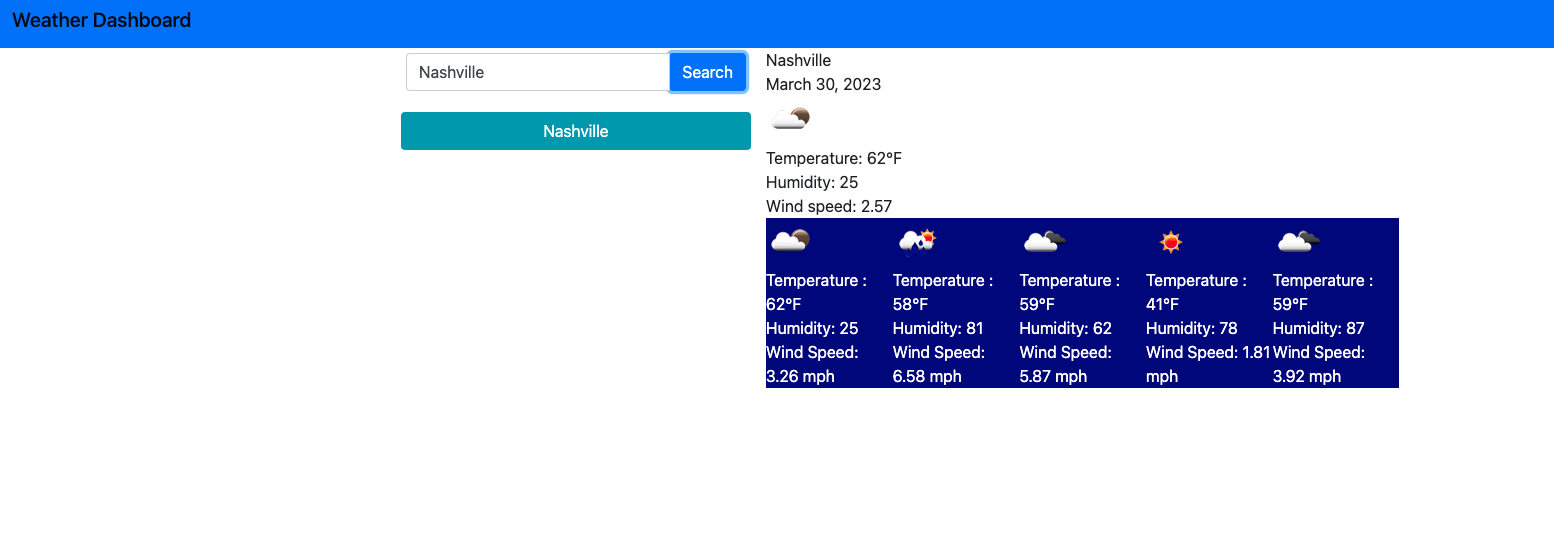 Weather Dashboard
Nashville
Search
Nashville
Nashville
March 30, 2023
Temperature: 62°F
Humidity: 25
Wind speed: 2.57
Temperature :
62°F
Humidity: 25
Wind Speed:
3.26 mph
Temperature :
58°F
Humidity: 81
Wind Speed:
6.58 mph
Temperature :
59°F
Humidity: 62
Wind Speed:
5.87 mph
Temperature :
41°F
Humidity: 78
Wind Speed: 1.81
mph
Temperature :
59°F
Humidity: 87
Wind Speed:
3.92 mph